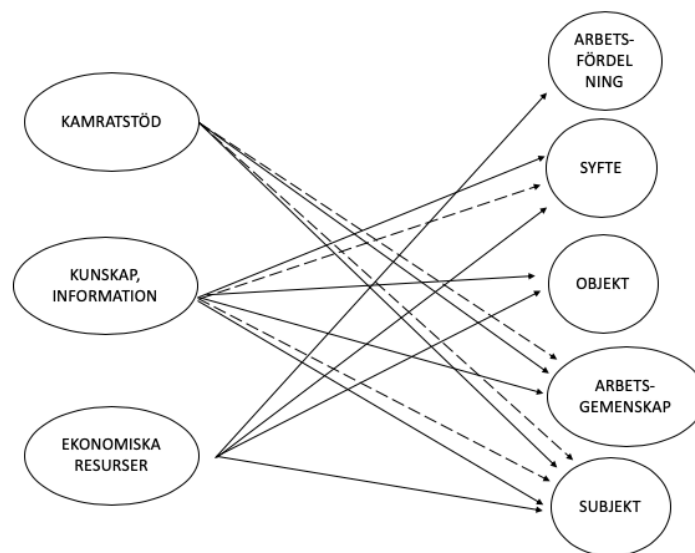 KAMRATSTÖD
KUNSKAP,
INFORMATION
EKONOMISKA
RESURSER
ARBETS-
FÖRDEL
NING
SYFTE
OBJEKT
ARBETS-
GEMENSKAP
SUBJEKT